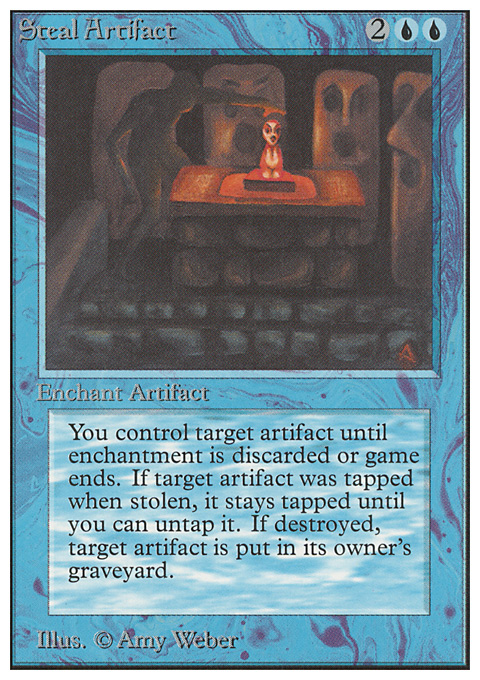 Steal Artifact 2
Enchant Artifact
You control target artifact until
enchantment is discarded or game
ends. If target artifact was tapped
when stolen, it stays tapped until
you can untap it. If destroyed,
target artifact is put in its owner's
graveyard.
Illus. © Amy Weber